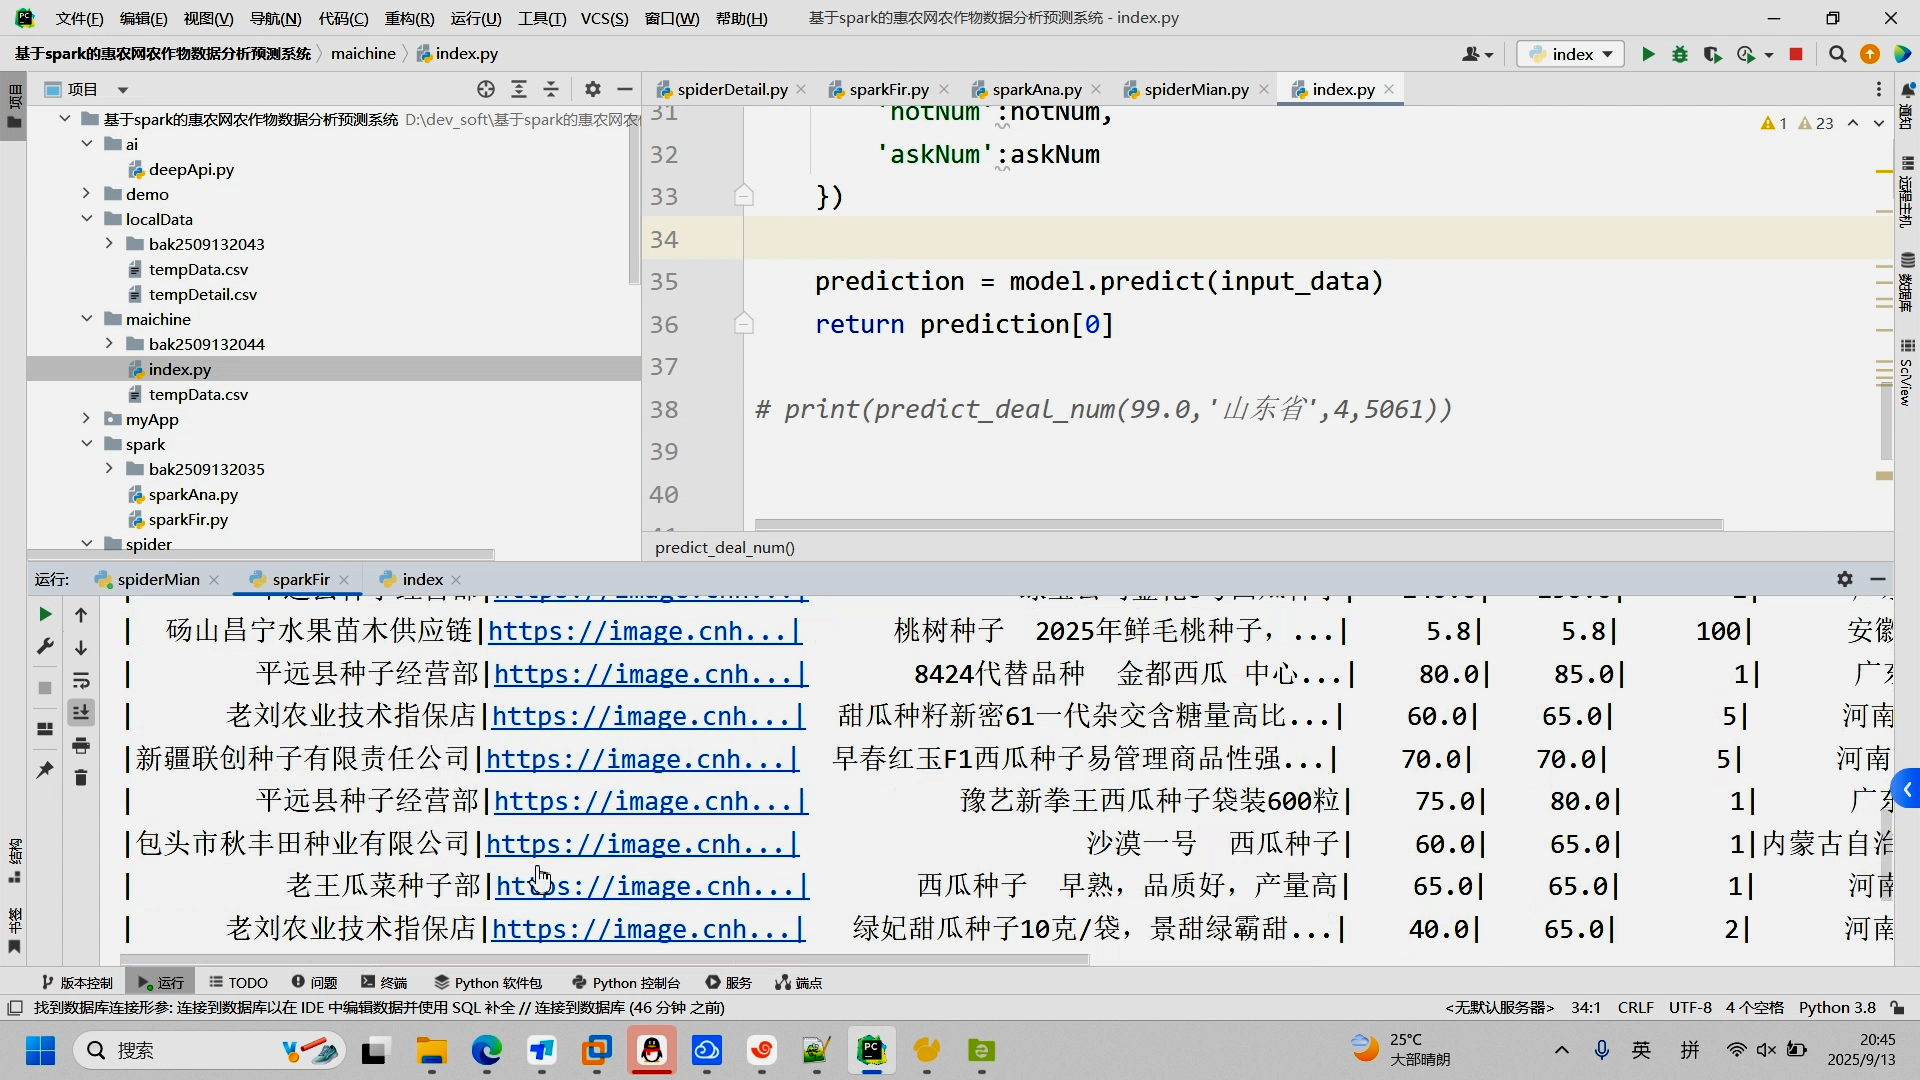 文件(F) 编辑(E) 视图(V) 导航(N) 代码(C) 重构(R) 运行(U) 工具(T) VCS(S) 窗口(W) 帮助(H) 基于spark的惠农网农作物数据分析预测系统 - index.py
基于spark的惠农网农作物数据分析预测系统 maichine index.py index
项目 spiderDetail.py sparkFir.py sparkAna.py spiderMian.py index.py
项目
通知
远程主机
数据库
SciView
基于spark的惠农网农作物数据分析预测系统 D:\dev_soft\基于spark的惠农网农
ai
deepApi.py
demo
localData
bak2509132043
tempData.csv
tempDetail.csv
maichine
bak2509132044
index.py
tempData.csv
myApp
spark
bak2509132035
sparkAna.py
sparkFir.py
spider
1 23
31 'hotNum':hotNum,
32 'askNum':askNum
33 })
34
35 prediction = model.predict(input_data)
36 return prediction[0]
37
38 # print(predict_deal_num(99.0,'山东省',4,5061))
39
40
predict_deal_num()
运行: spiderMian sparkFir index
| 砀山昌宁水果苗木供应链|https://image.cnh...| 桃树种子 2025年鲜毛桃种子，...| 5.8| 5.8| 100| 安徽
| 平远县种子经营部|https://image.cnh...| 8424代替品种 金都西瓜 中心...| 80.0| 85.0| 1| 广东
| 老刘农业技术指保店|https://image.cnh...| 甜瓜种籽新密61一代杂交含糖量高比...| 60.0| 65.0| 5| 河南
|新疆联创种子有限责任公司|https://image.cnh...| 早春红玉F1西瓜种子易管理商品性强...| 70.0| 70.0| 5| 河南
| 平远县种子经营部|https://image.cnh...| 豫艺新拳王西瓜种子袋装600粒| 75.0| 80.0| 1| 广东
|包头市秋丰田种业有限公司|https://image.cnh...| 沙漠一号 西瓜种子| 60.0| 65.0| 1|内蒙古自治
| 老王瓜菜种子部|https://image.cnh...| 西瓜种子 早熟，品质好，产量高| 65.0| 65.0| 1| 河南
| 老刘农业技术指保店|https://image.cnh...| 绿妃甜瓜种子10克/袋，景甜绿霸甜...| 40.0| 65.0| 2| 河南
结构
书签
版本控制 运行 TODO 问题 终端 Python 软件包 Python 控制台 服务 端点
找到数据库连接形参: 连接到数据库以在 IDE 中编辑数据并使用 SQL 补全 // 连接到数据库 (46 分钟 之前) <无默认服务器> 34:1 CRLF UTF-8 4 个空格 Python 3.8
搜索 25°C 英 拼 20:45
大部晴朗 2025/9/13